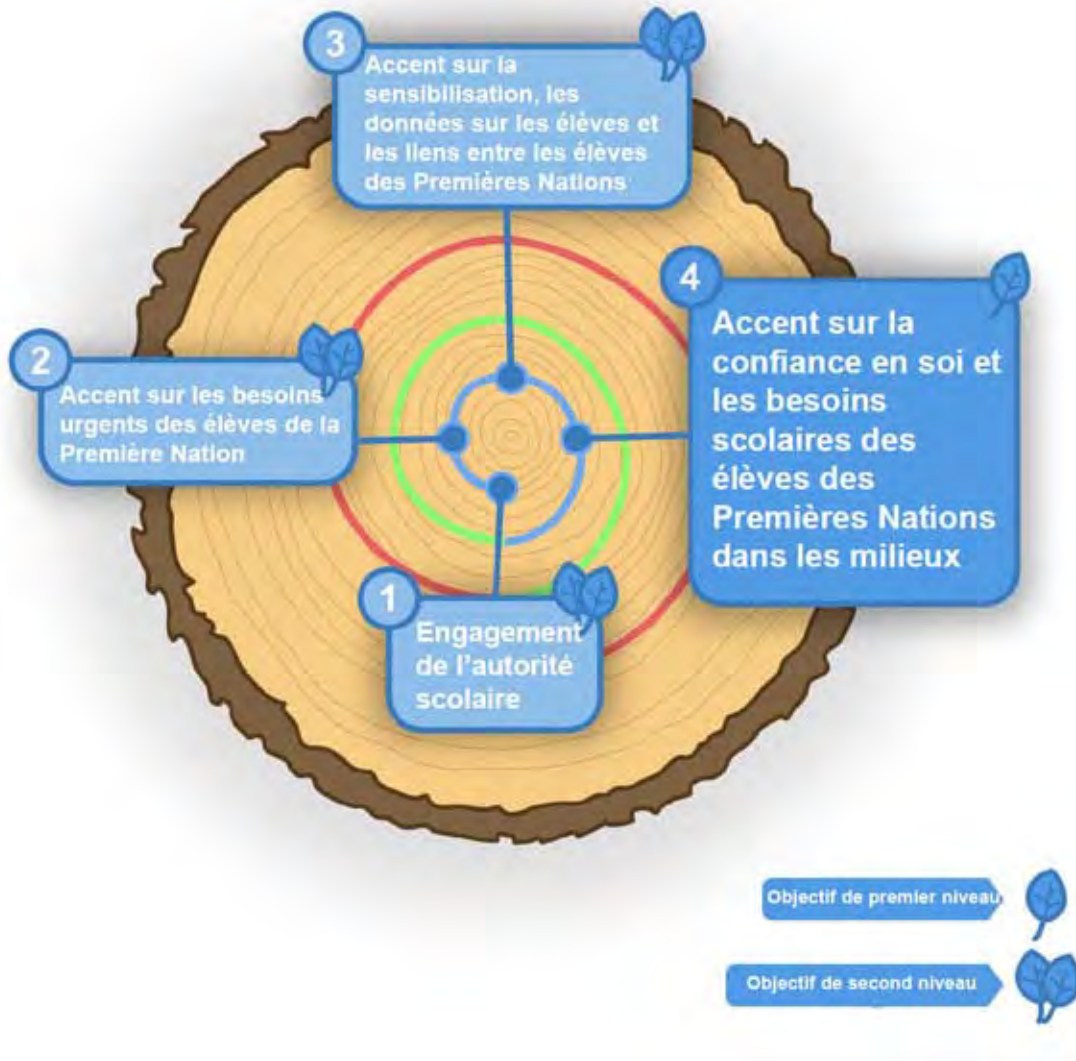 3
Accent sur la
sensibilisation, les
données sur les élèves et
les liens entre les élèves
des Premières Nations
4
Accent sur la
confiance en soi et
les besoins
scolaires des
élèves des
Premières Nations
dans les milieux
2
Accent sur les besoins
urgents des élèves de la
Première Nation
1
Engagement
de l'autorité
scolaire
Objectif de premier niveau
Objectif de second niveau